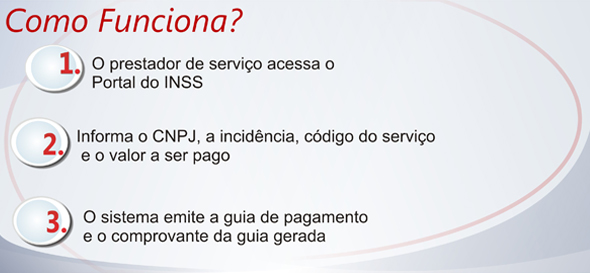 Como Funciona?
1. O prestador de serviço acessa o
Portal do INSS
2. Informa o CNPJ, a incidência, código do serviço
e o valor a ser pago
3. O sistema emite a guia de pagamento
e o comprovante da guia gerada